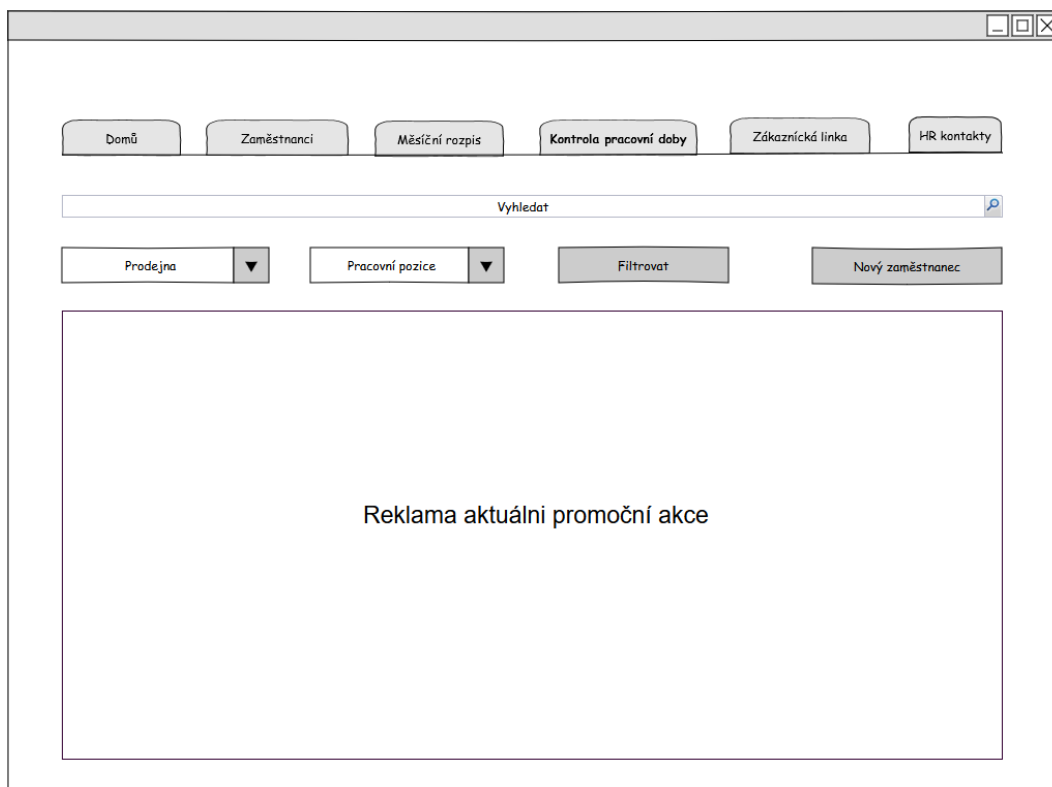 Domů
Zaměstnanci
Měsíční rozpis
Kontrola pracovní doby
Zákaznícká linka
HR kontakty
Vyhledat
Prodejna
Pracovní pozice
Filtrovat
Nový zaměstnanec
Reklama aktuálni promoční akce